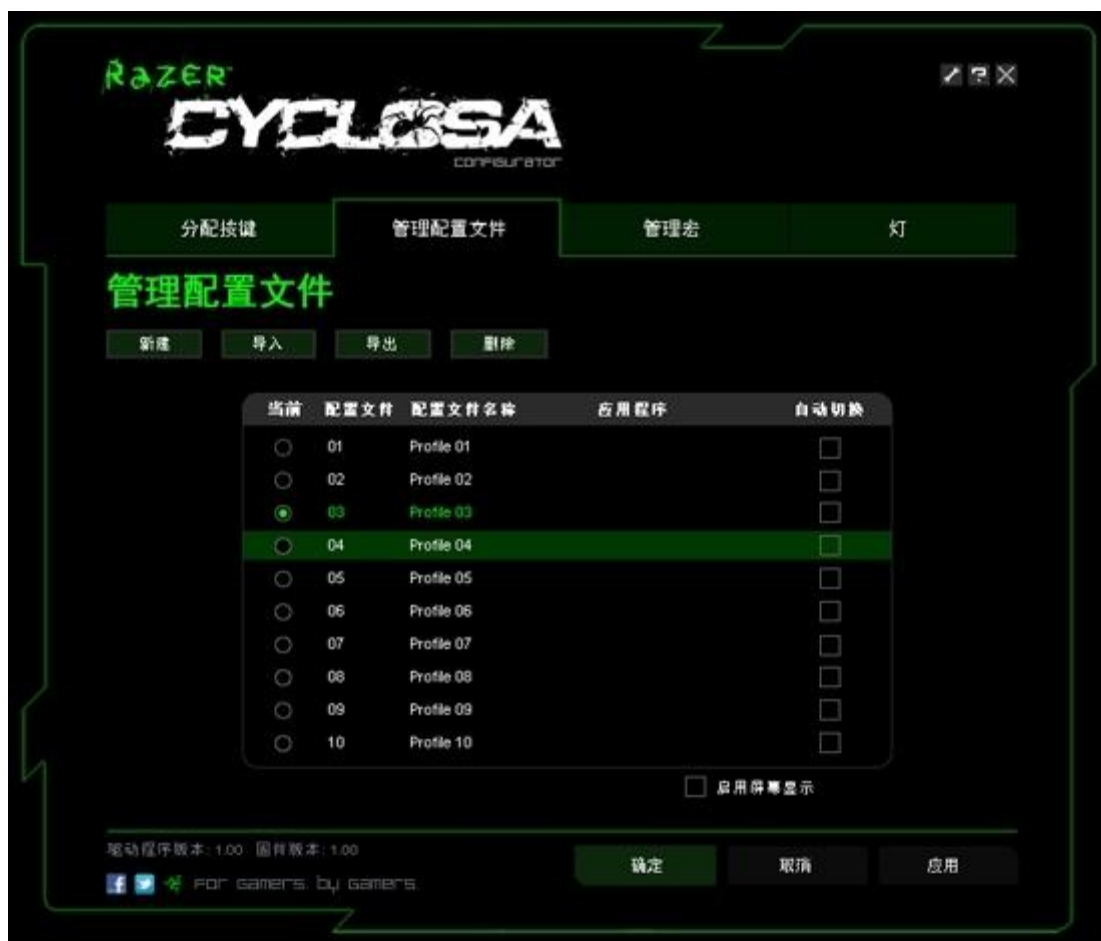 RAZER
CYCLOSA
CONFIGURATOR
分配按键 管理配置文件 管理宏 灯
管理配置文件
新建 导入 导出 删除
当前 配置文件 配置文件名称 应用程序 自动切换
01 Profile 01
02 Profile 02
03 Profile 03
04 Profile 04
05 Profile 05
06 Profile 06
07 Profile 07
08 Profile 08
09 Profile 09
10 Profile 10
启用屏幕显示
驱动程序版本: 1.00 固件版本: 1.00
确定 取消 应用
For Gamers. by Gamers.